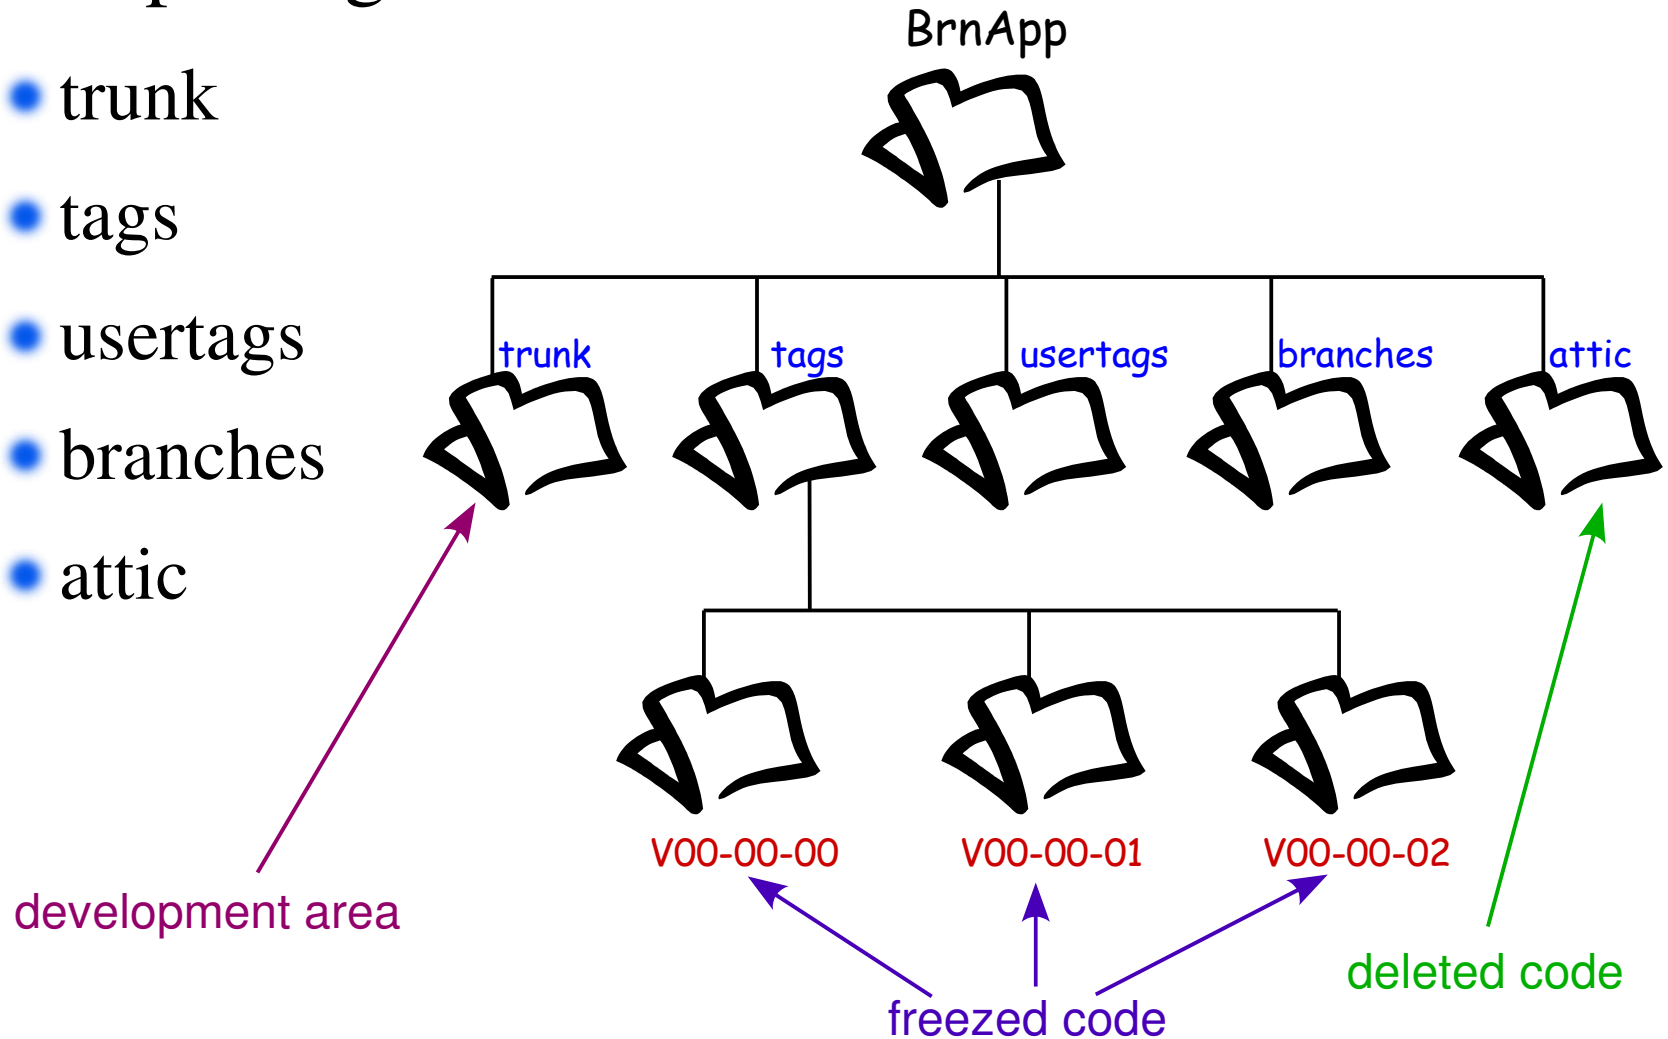 trunk
tags
usertags
branches
attic
BrnApp
trunk
tags
usertags
branches
attic
V00-00-00
V00-00-01
V00-00-02
development area
freezed code
deleted code